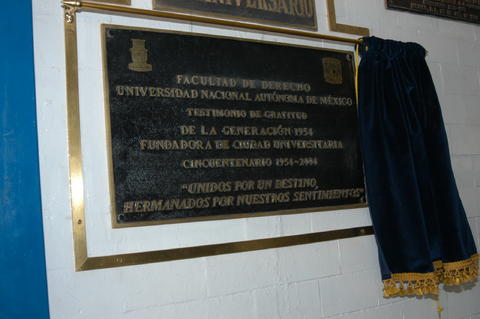 ANIVERSARIO
FACULTAD DE DERECHO
UNIVERSIDAD NACIONAL AUTÓNOMA DE MÉXICO
TESTIMONIO DE GRATITUD
DE LA GENERACIÓN 1954
FUNDADORA DE CIUDAD UNIVERSITARIA
CINCUENTENARIO 1954-2004
"UNIDOS POR UN DESTINO,
HERMANADOS POR NUESTROS SENTIMIENTOS"